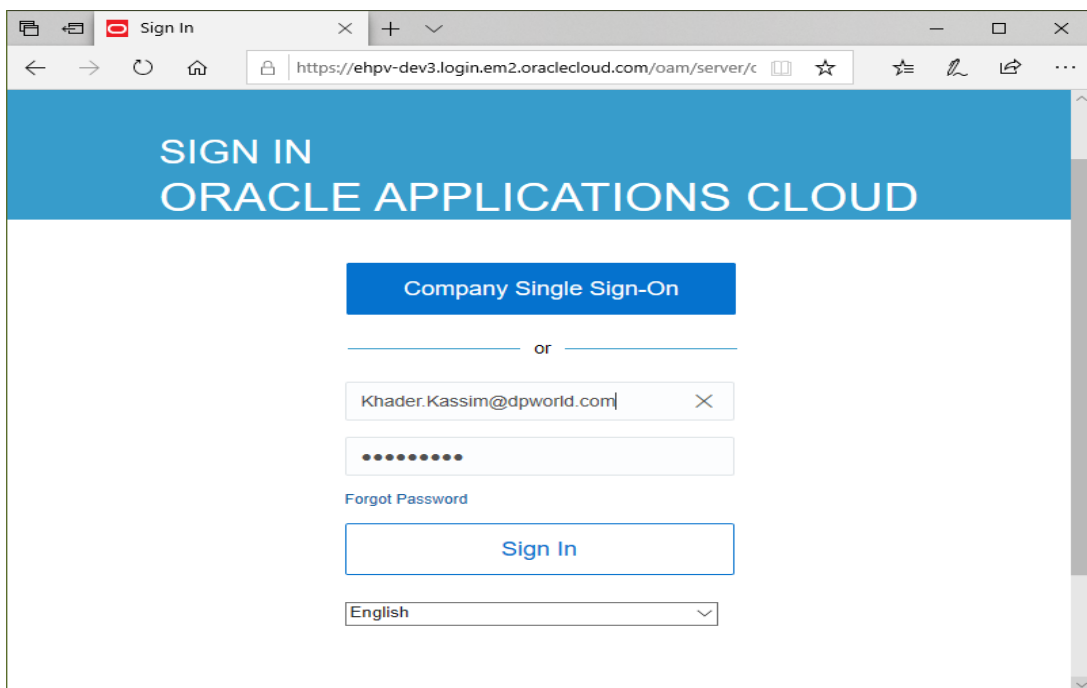 Sign In
https://ehpv-dev3.login.em2.oraclecloud.com/oam/server/c
SIGN IN
ORACLE APPLICATIONS CLOUD
Company Single Sign-On
or
Khader.Kassim@dpworld.com
•••••••••
Forgot Password
Sign In
English